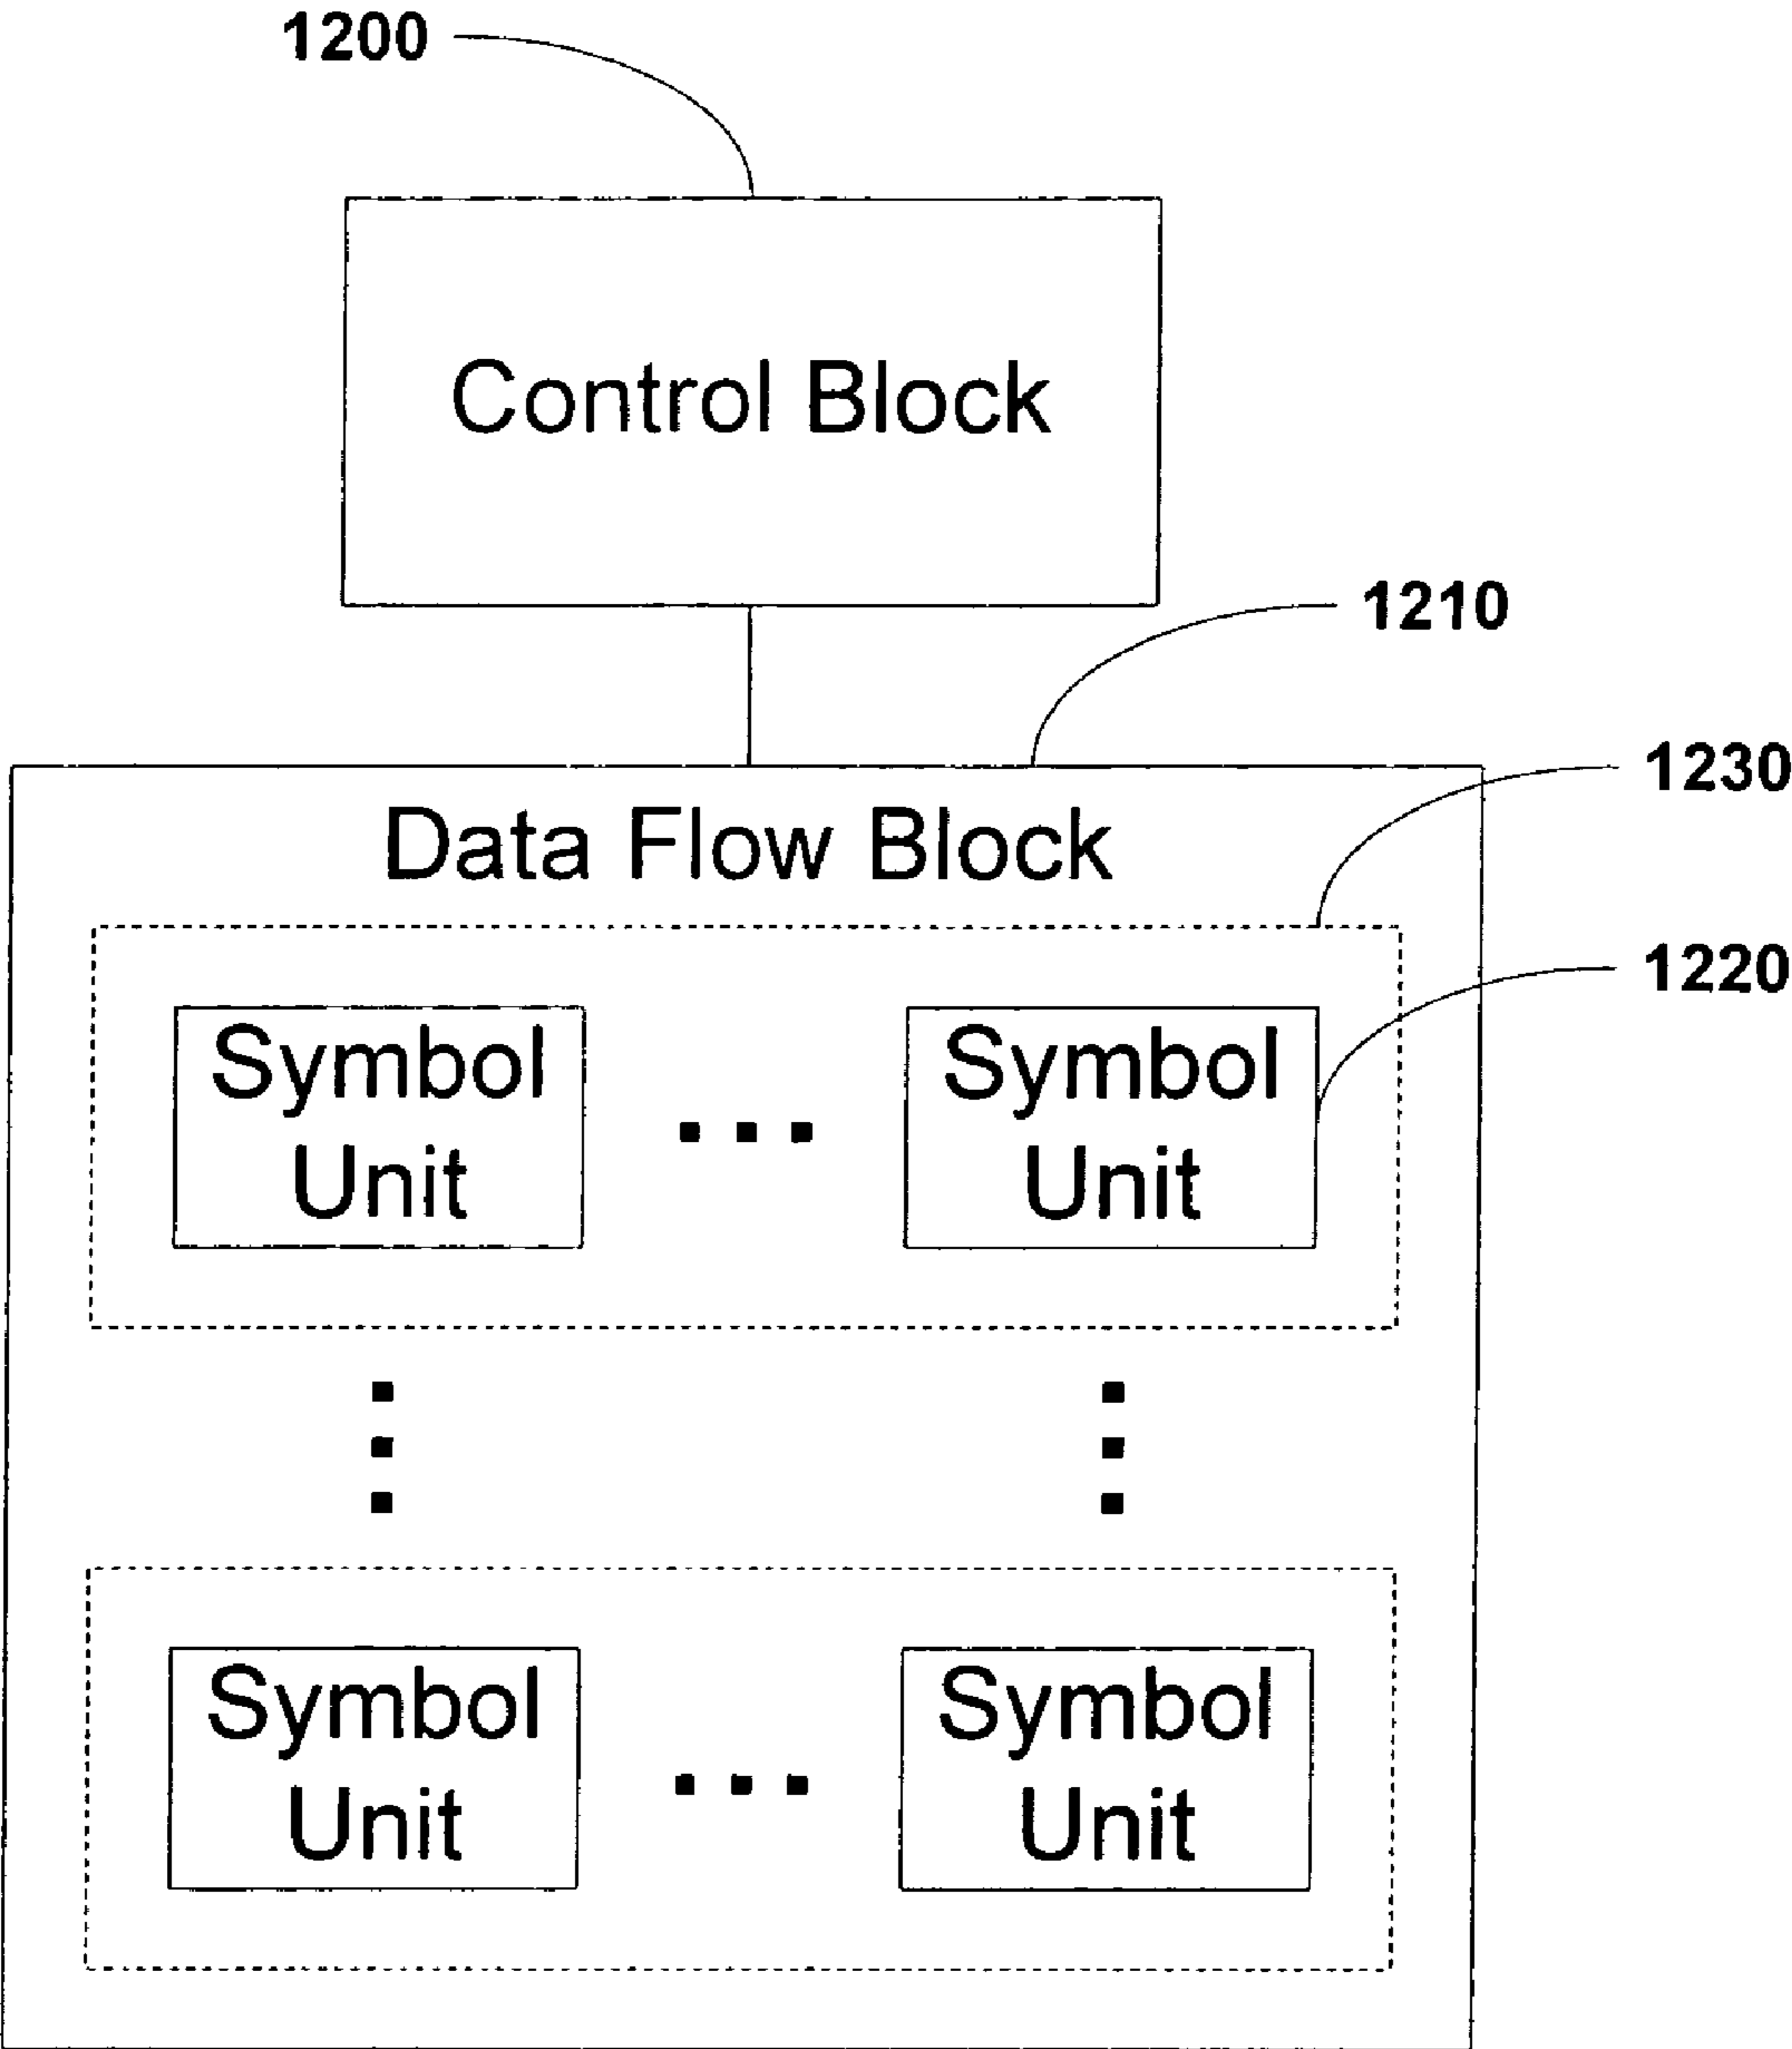 1200
Control Block
1210
1230
Data Flow Block
1220
Symbol
Unit
Symbol
Unit
Symbol
Unit
Symbol
Unit